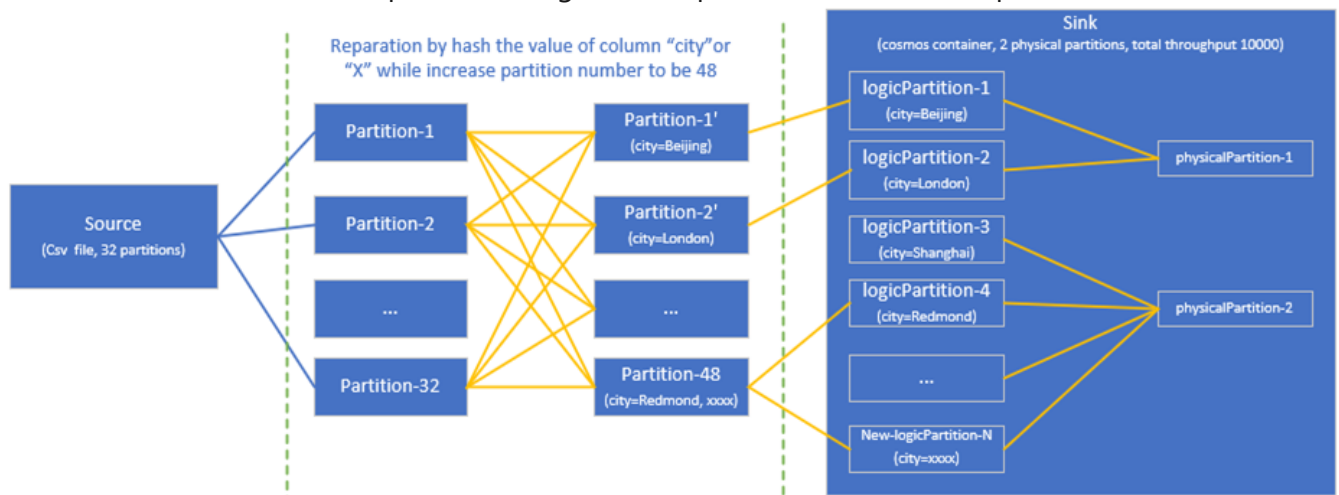 Sink
(cosmos container, 2 physical partitions, total throughput 10000)
Reparation by hash the value of column “city”or
“X” while increase partition number to be 48
Source
(Csv file, 32 partitions)
Partition-1
Partition-2
...
Partition-32
Partition-1'
(city=Beijing)
Partition-2'
(city=London)
...
Partition-48
(city=Redmond, xxxx)
logicPartition-1
(city=Beijing)
logicPartition-2
(city=London)
logicPartition-3
(city=Shanghai)
logicPartition-4
(city=Redmond)
...
New-logicPartition-N
(city=xxxx)
physicalPartition-1
physicalPartition-2